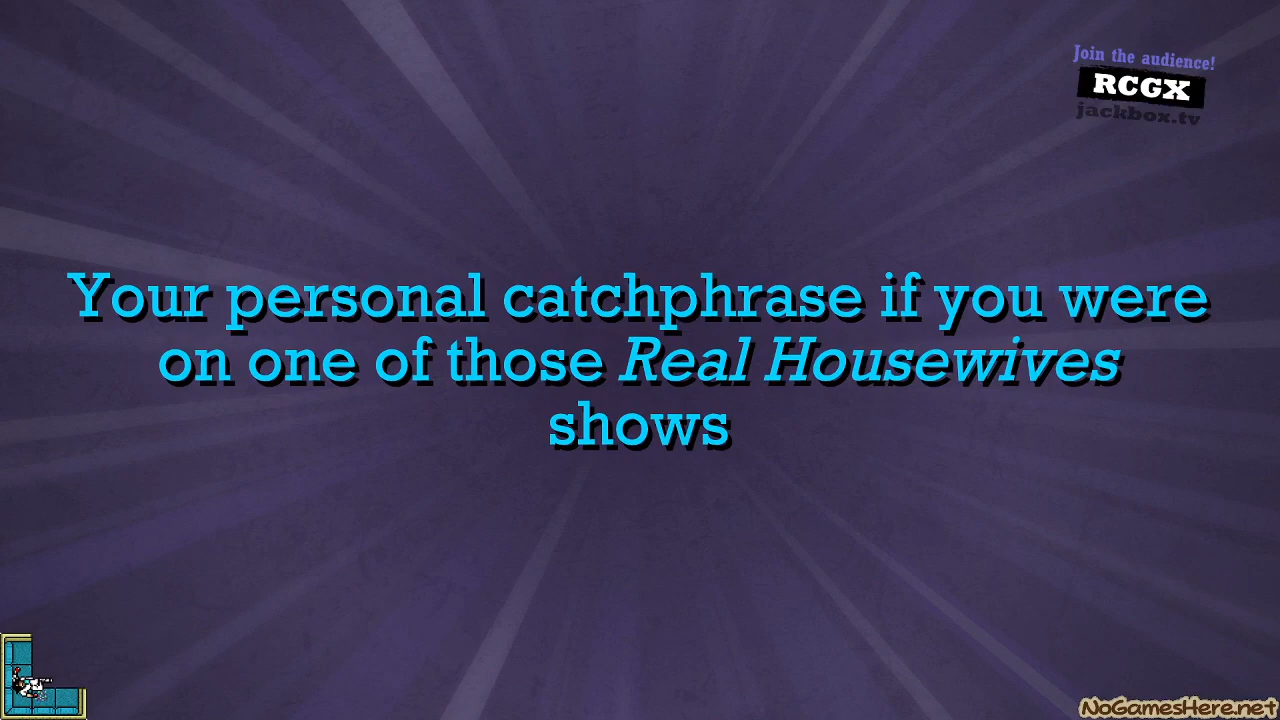 Join the audience!
RCGX
jackbox.tv
Your personal catchphrase if you were
on one of those Real Housewives
shows
NoGamesHere.net